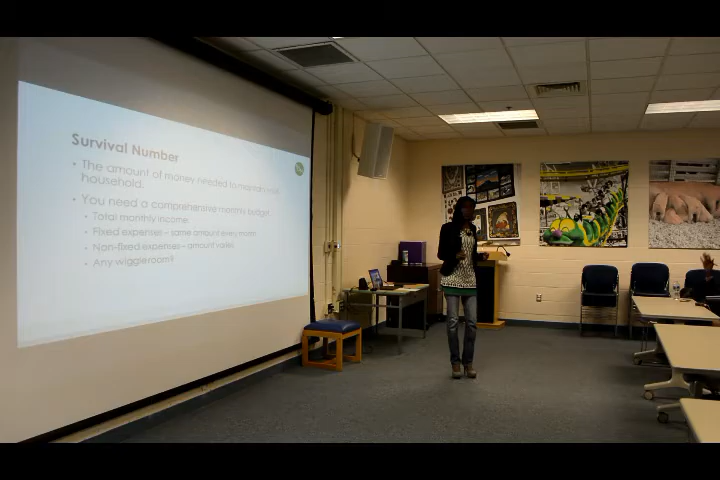 Survival Number
• The amount of money needed to maintain your
household.
• You need a comprehensive monthly budget.
• Total monthly income
• Fixed expenses – same amount every month
• Non-fixed expenses – amount varies
• Any wiggle room?